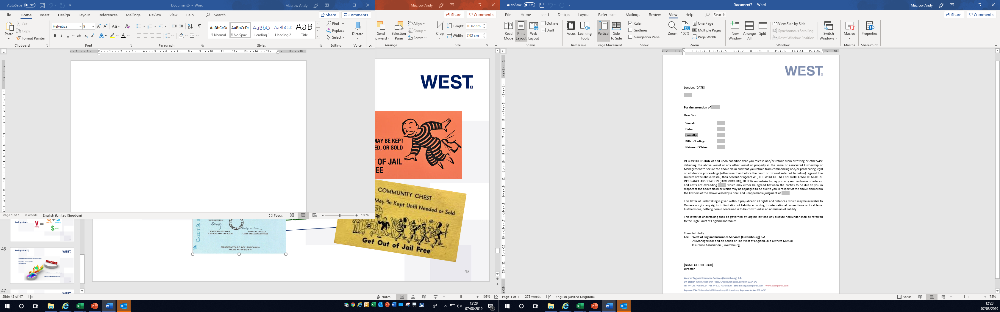 AutoSave Off
Document6 - Word
Macrow Andy
File Home Insert Design Layout References Mailings Review View Help Search
Share Comments
Paste
Cut
Copy
Format Painter
Clipboard
Helvetica 9
Font
Paragraph
AaBbCcDc AaBbCcDc AaBbC( AaBbCcD AaB
¶ Normal ¶ No Spac... Heading 1 Heading 2 Title
Styles
Find
Replace
Select
Editing
Dictate
Voice
Page 1 of 1 0 words English (United Kingdom)
Focus 100%
Macrow Andy
Share Comments
Send
ackward
Selection
Pane
Align
Group
Rotate
Arrange
Crop
Height: 10.62 cm
Width: 7.92 cm
Size
WEST.
MAY BE KEPT
ED, OR SOLD
OF JAIL
EE
COMMUNITY CHEST
May Be Kept Until Needed or Sold
Get Out of Jail Free
CREDIT SUIS
BANK OFFICERS
WALTER B. KIELHOLZ
CHAIRMAN OF THE BOARD
BRADY W. DOUGAN
CHIEF EXECUTIVE OFFICER
PARADEPLATZ 8 P.O. BOX1 ZURICH,8070
PHONE: +41-44-2121616
43
Adding value...
V =
$
46
Adding value (2)
WEST.
SUCCESS
47
Slide 43 of 47
Notes 105%
12:28
07/08/2019
2
AutoSave Off
Document7 - Word
Macrow Andy
File Home Insert Design Layout References Mailings Review View Help Search
Share Comments
Read
Mode
Print
Layout
Web
Layout
Outline
Draft
Views
Focus
Learning
Tools
Immersive
Vertical
Side
to Side
Page Movement
Ruler
Gridlines
Navigation Pane
Show
Zoom
100%
One Page
Multiple Pages
Page Width
Zoom
New
Window
Arrange
All
Split
View Side by Side
Synchronous Scrolling
Reset Window Position
Switch
Windows
Window
Macros
Macros
Properties
SharePoint
WEST.
London: [DATE]
For the attention of
Dear Sirs
Vessel:
Date:
Casualty:
Bills of Lading:
Nature of Claim:
IN CONSIDERATION of and upon condition that you release and/or refrain from arresting or otherwise
detaining the above vessel or any other vessel or property in the same or associated Ownership or
Management to secure the above claim and that you refrain from commencing and/or prosecuting legal
or arbitration proceedings (otherwise than before the court or tribunal referred to below) against the
Owners of the above vessel, their servant or agents WE, THE WEST OF ENGLAND SHIP OWNERS MUTUAL
INSURANCE ASSOCIATION (LUXEMBOURG), HEREBY undertake to pay you any sum inclusive of interest
and costs not exceeding which may either be agreed between the parties to be due to you in
respect of the above claim or which may be adjudged to be due to you in respect of the above claim from
the Owners of the above vessel by a final and unappealable judgment of .
This letter of undertaking is given without prejudice to all rights and defences, which may be available to
Owners and/or any rights to limitation of liability according to international conventions or local laws.
Furthermore, nothing herein contained is to be construed as an admission of liability.
This letter of undertaking shall be governed by English law and any dispute hereunder shall be referred
to the High Court of England and Wales
Yours faithfully
For: West of England Insurance Services (Luxembourg) S.A
As Managers for and on behalf of The West of England Ship Owners Mutual
Insurance Association (Luxembourg)
[NAME OF DIRECTOR]
Director
West of England Insurance Services (Luxembourg) S.A.
UK Branch One Creechurch Place, Creechurch Lane, London EC3A 5AF
Tel +44 20 7716 6000 Fax +44 20 7716 6100 Email mail@westpandi.com www.westpandi.com
Page 1 of 1 273 words English (United Kingdom)
Focus 75%
12:28
07/08/2019